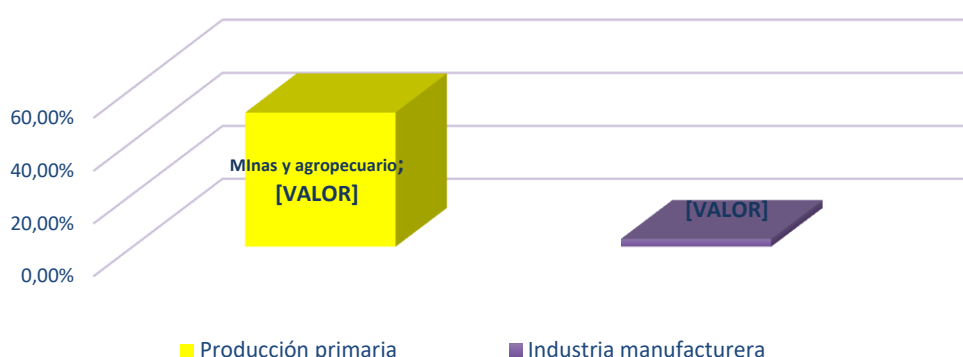 60,00%
40,00%
20,00%
0,00%
MInas y agropecuario;
[VALOR]
[VALOR]
Producción primaria
Industria manufacturera